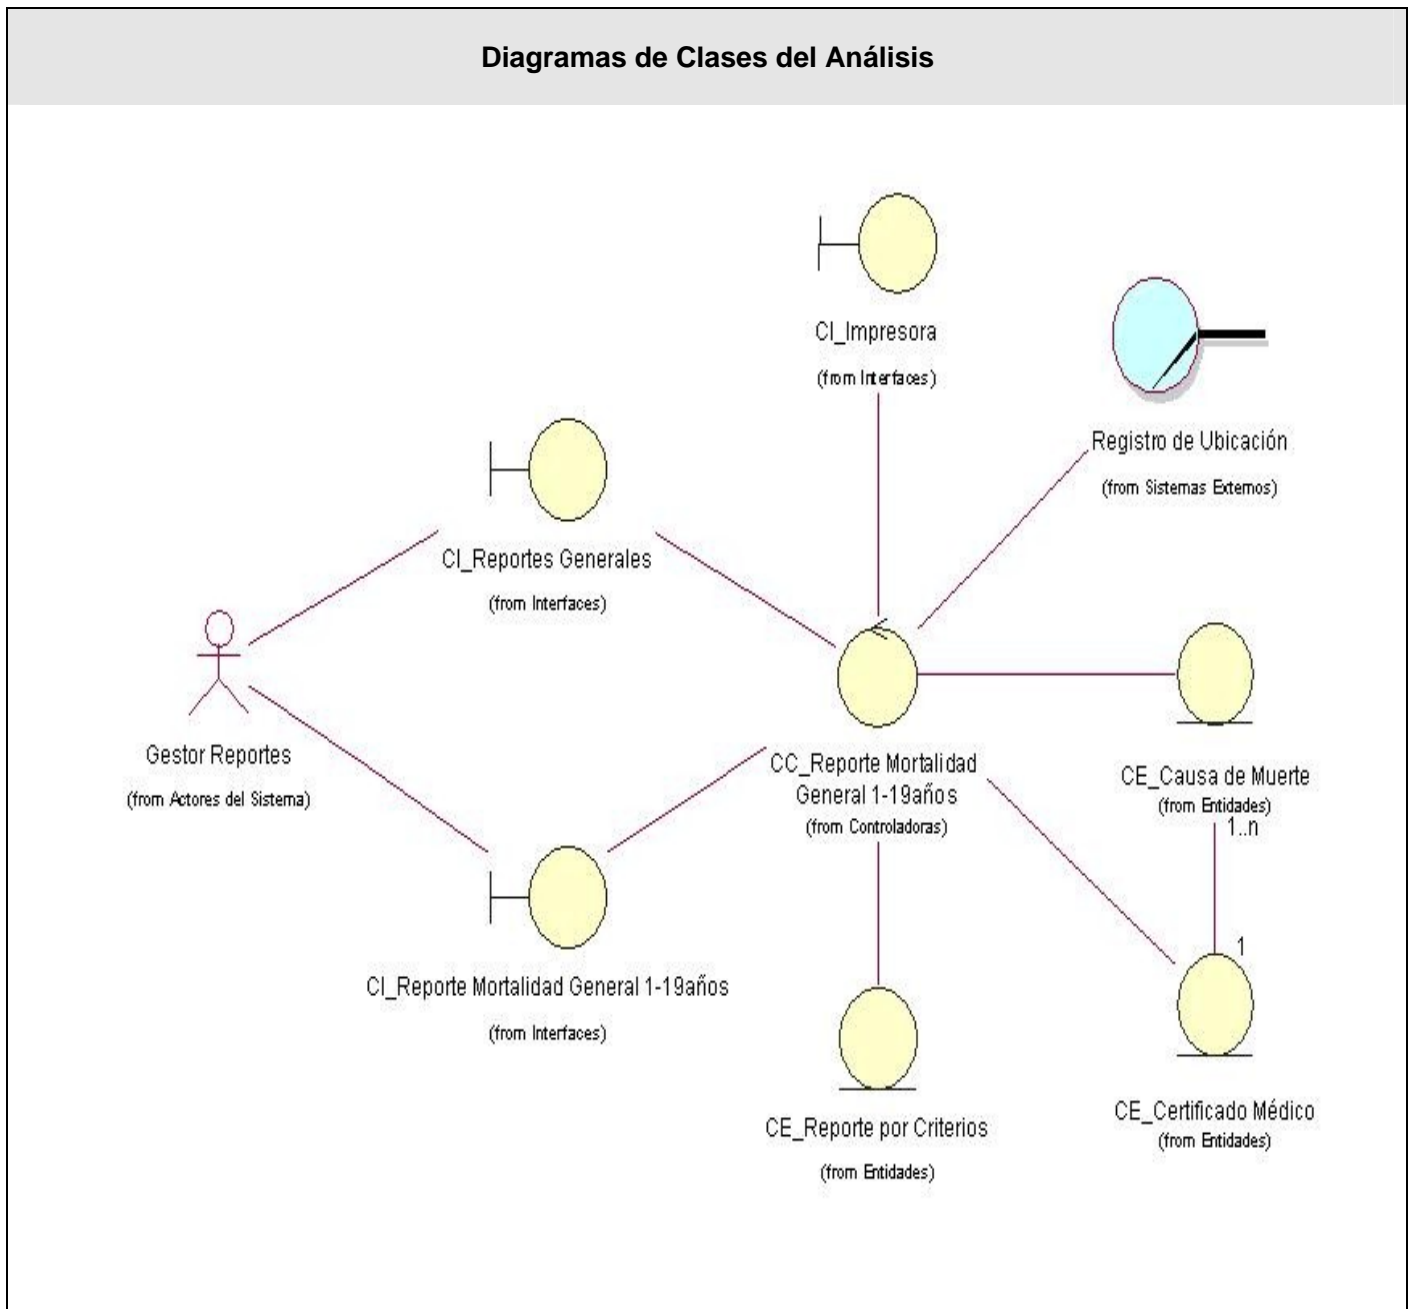 Diagramas de Clases del Análisis
CI_Impresora
(from Interfaces)
Registro de Ubicación
(from Sistemas Externos)
CI_Reportes Generales
(from Interfaces)
Gestor Reportes
(from Actores del Sistema)
CC_Reporte Mortalidad
General 1-19años
(from Controladoras)
CE_Causa de Muerte
(from Entidades)
1..n
1
CI_Reporte Mortalidad General 1-19años
(from Interfaces)
CE_Reporte por Criterios
(from Entidades)
CE_Certificado Médico
(from Entidades)